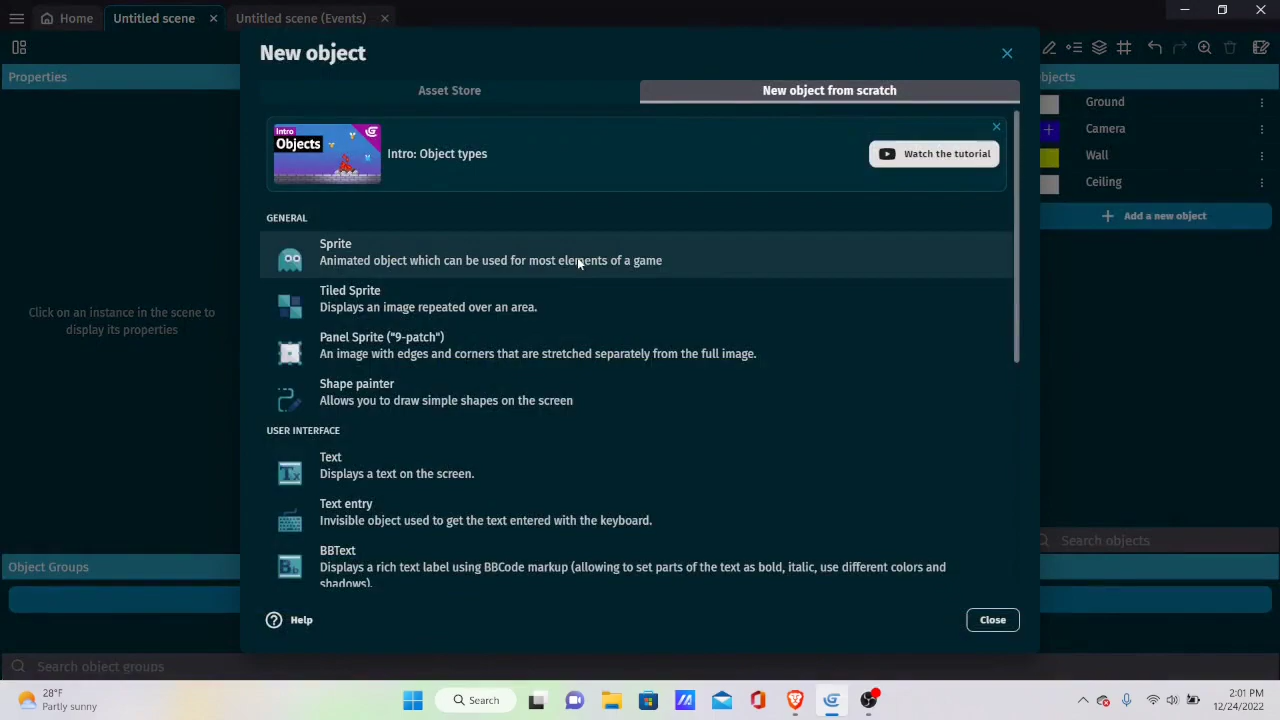 Home
Untitled scene
Untitled scene (Events)
New object
Properties
Asset Store
New object from scratch
bjects
Intro
Objects
Intro: Object types
Watch the tutorial
Ground
Camera
Wall
Ceiling
Add a new object
GENERAL
Sprite
Animated object which can be used for most elements of a game
Tiled Sprite
Displays an image repeated over an area.
Click on an instance in the scene to
display its properties
Panel Sprite ("9-patch")
An image with edges and corners that are stretched separately from the full image.
Shape painter
Allows you to draw simple shapes on the screen
USER INTERFACE
Text
Displays a text on the screen.
Text entry
Invisible object used to get the text entered with the keyboard.
Search objects
BBText
Displays a rich text label using BBCode markup (allowing to set parts of the text as bold, italic, use different colors and
shadows).
Object Groups
Help
Close
Search object groups
28°F
Partly sunny
Search
2:01 PM
12/24/2022